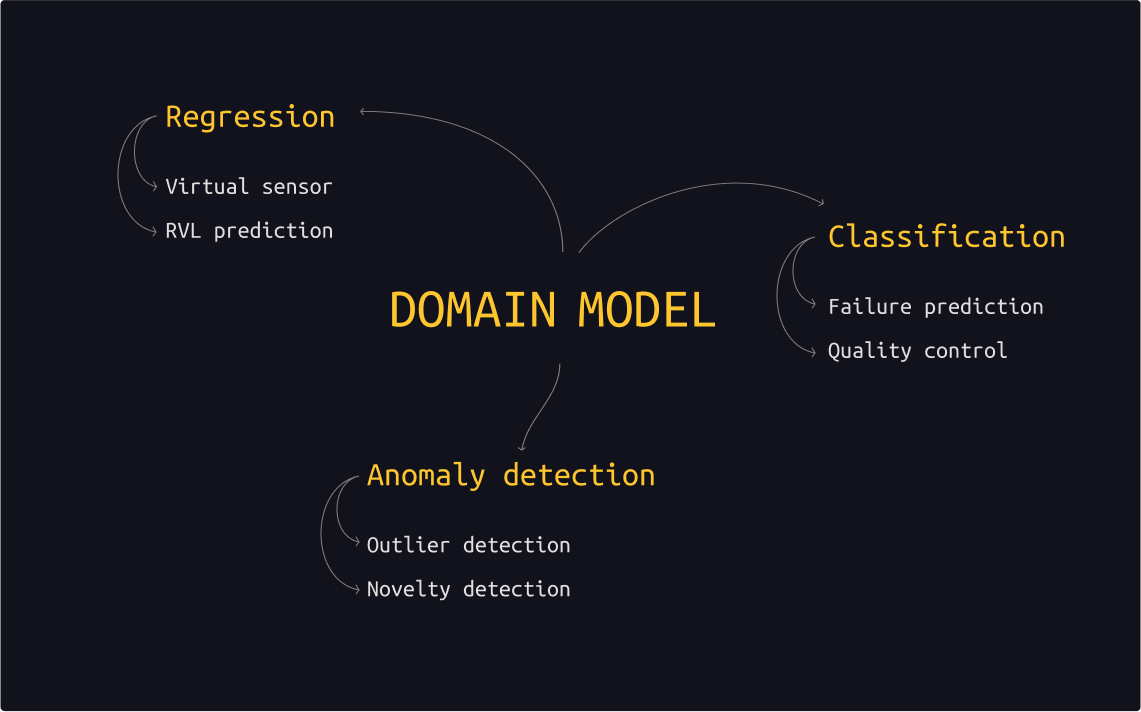 Regression
Virtual sensor
RVL prediction
Classification
Failure prediction
Quality control
DOMAIN MODEL
Anomaly detection
Outlier detection
Novelty detection